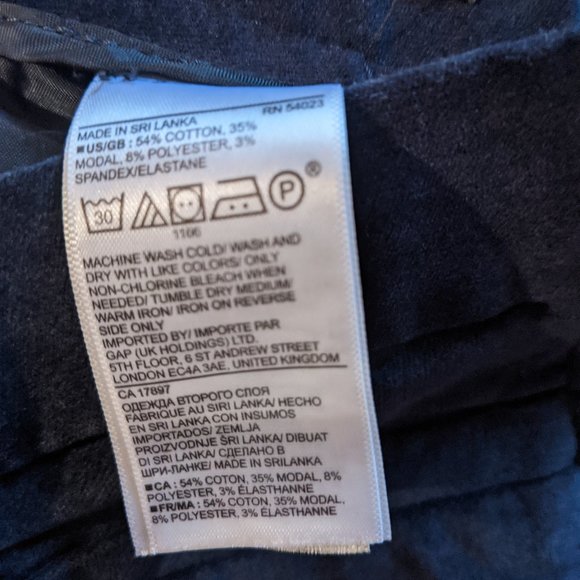 RN 54023
MADE IN SRI LANKA
■US/GB : 54% COTTON, 35%
MODAL, 8% POLYESTER, 3%
SPANDEX/ELASTANE
30 P ®
1166
MACHINE WASH COLD/ WASH AND
DRY WITH LIKE COLORS/ ONLY
NON-CHLORINE BLEACH WHEN
NEEDED/ TUMBLE DRY MEDIUM/
WARM IRON/ IRON ON REVERSE
SIDE ONLY
IMPORTED BY/ IMPORTE PAR
GAP (UK HOLDINGS) LTD.
5TH FLOOR, 6 ST ANDREW STREET
LONDON EC4A 3AE, UNITED KINGDOM
CA 17897
ОДЕЖДА ВТОРОГО СЛОЯ
FABRIQUE AU SIRI LANKA/ HECHO
EN SRI LANKA CON INSUMOS
IMPORTADOS/ ZEMLJA
PROIZVODNJE ŠRI LANKA/ DIBUAT
DI SRI LANKA/ СДЕЛАНО В
ШРИ-ЛАНКЕ/ MADE IN SRILANKA
■CA : 54% COTON, 35% MODAL, 8%
POLYESTER, 3% ÉLASTHANNE
■FR/MA : 54% COTON, 35% MODAL,
8% POLYESTER, 3% ÉLASTHANNE